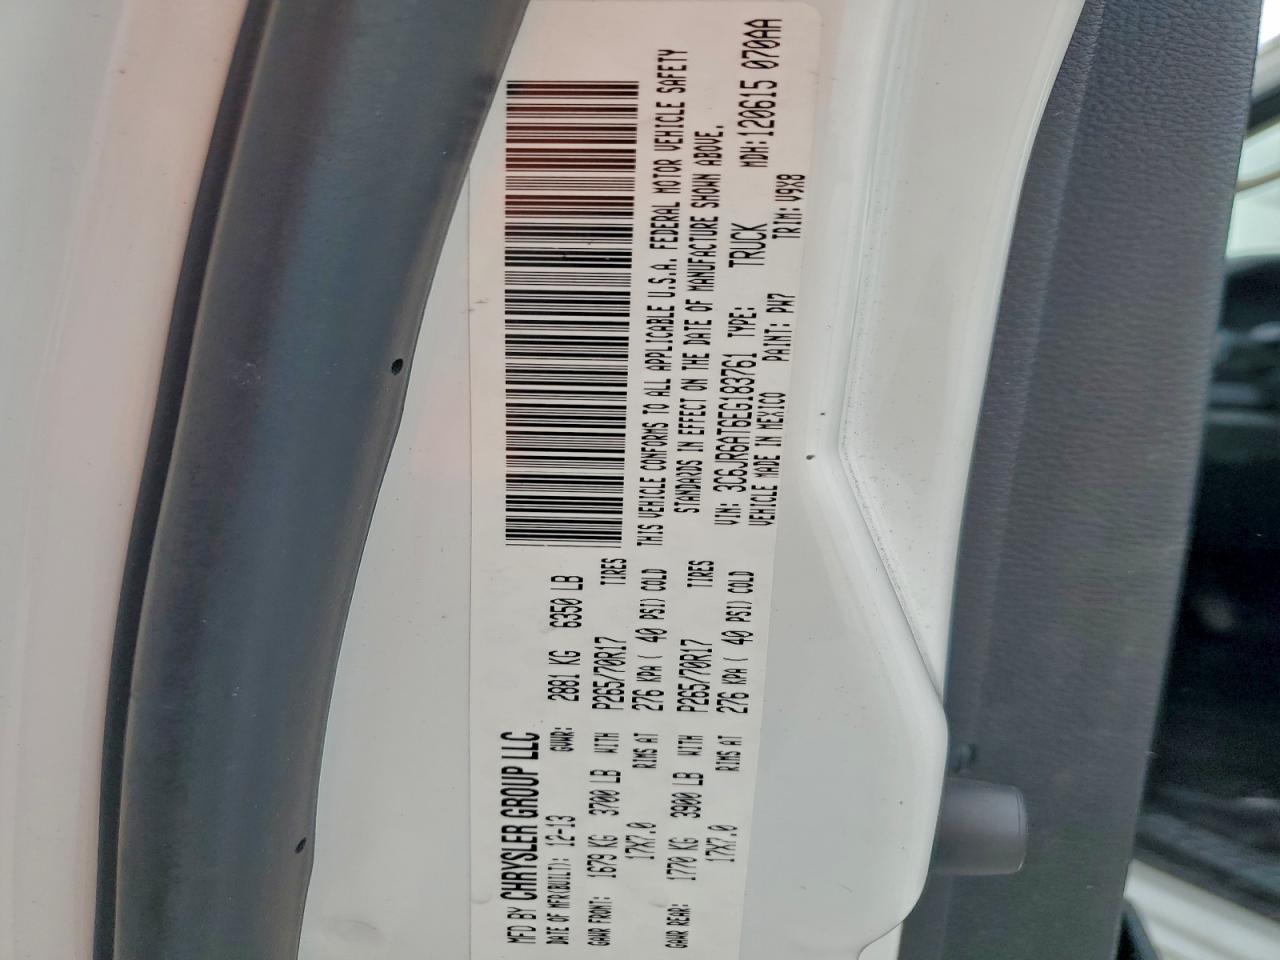 MFD BY CHRYSLER GROUP LLC
DATE OF MFR(BUILT): 12-13 GVWR: 2881 KG 6350 LB
GAWR FRONT: 1679 KG 3700 LB WITH P265/70R17 TIRES
17X7.0 RIMS AT 276 KPA ( 40 PSI) COLD
GAWR REAR: 1770 KG 3900 LB WITH P265/70R17 TIRES
17X7.0 RIMS AT 276 KPA ( 40 PSI) COLD
THIS VEHICLE CONFORMS TO ALL APPLICABLE U.S.A. FEDERAL MOTOR VEHICLE SAFETY
STANDARDS IN EFFECT ON THE DATE OF MANUFACTURE SHOWN ABOVE.
VIN: 3C6JR6AT6EG183761 TYPE: TRUCK MDH:120615 070AA
VEHICLE MADE IN MEXICO PAINT: PW7 TRIM: V9X8